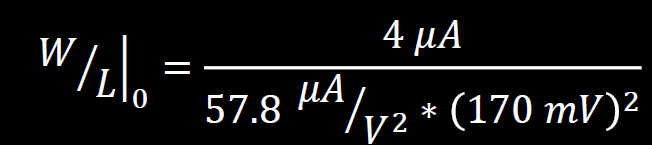 W/L|₀ = 4 μA / (57.8 μA/V² * (170 mV)²)